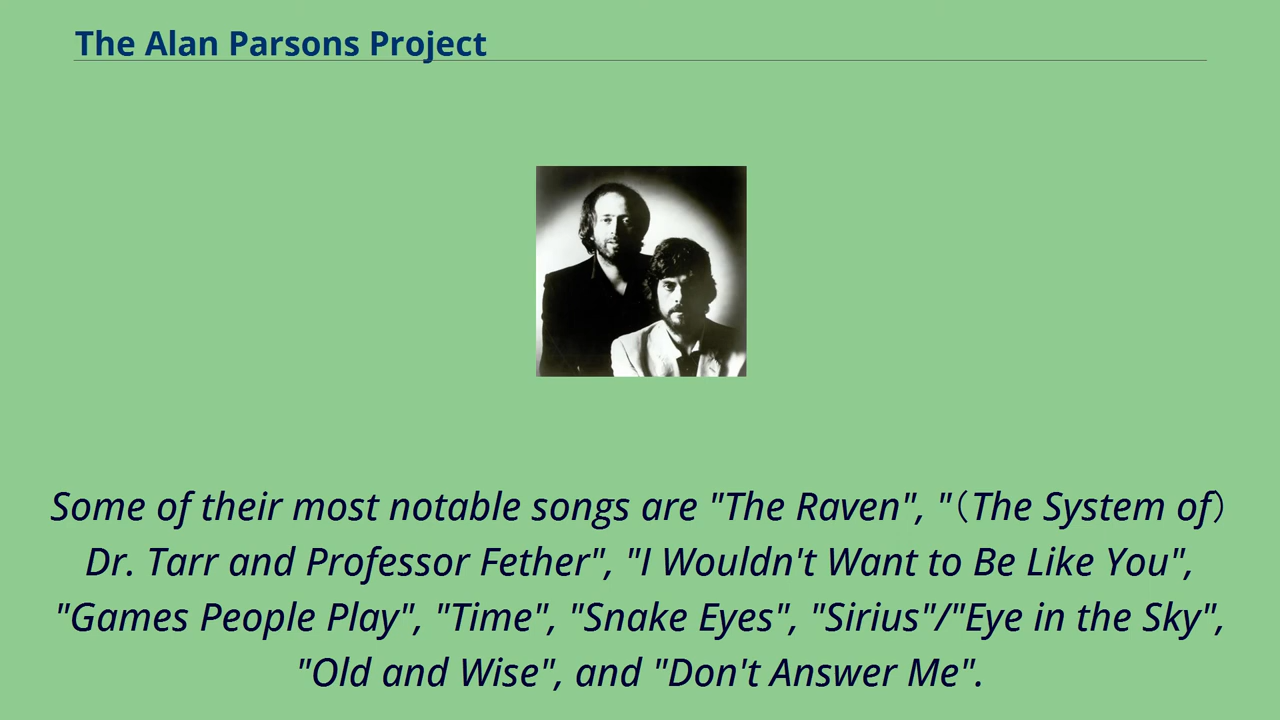 The Alan Parsons Project
Some of their most notable songs are "The Raven", "（The System of）
Dr. Tarr and Professor Fether", "I Wouldn't Want to Be Like You",
"Games People Play", "Time", "Snake Eyes", "Sirius"/"Eye in the Sky",
"Old and Wise", and "Don't Answer Me".